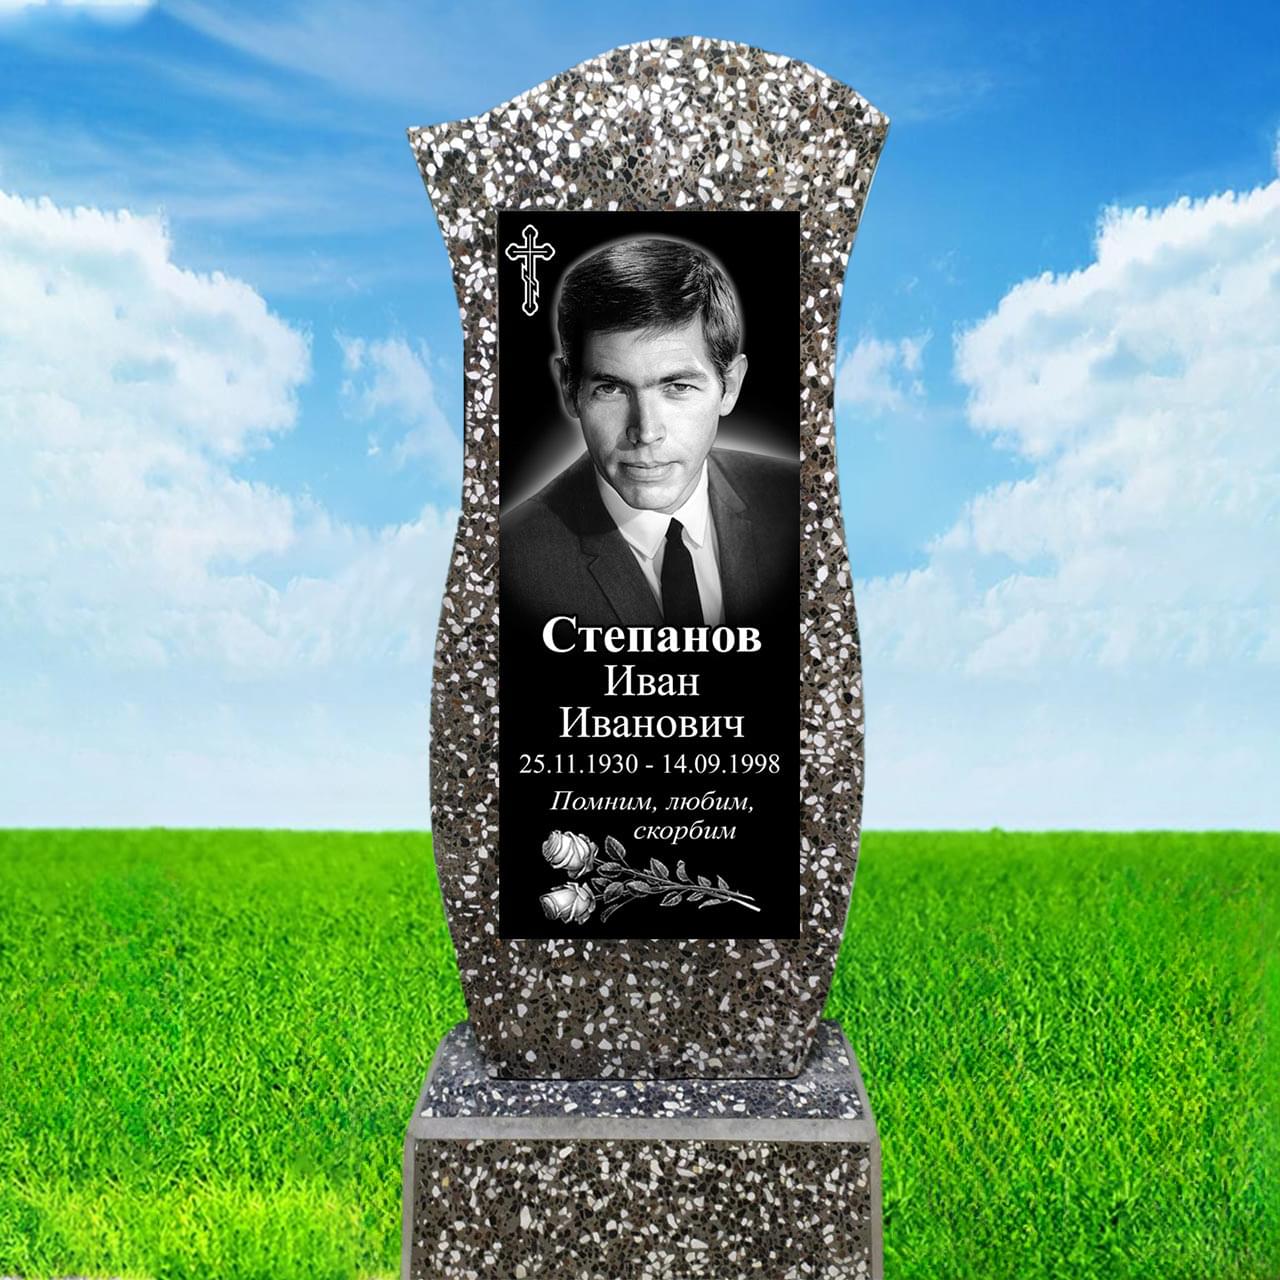 Степанов
Иван
Иванович
25.11.1930 - 14.09.1998
Помним, любим,
скорбим